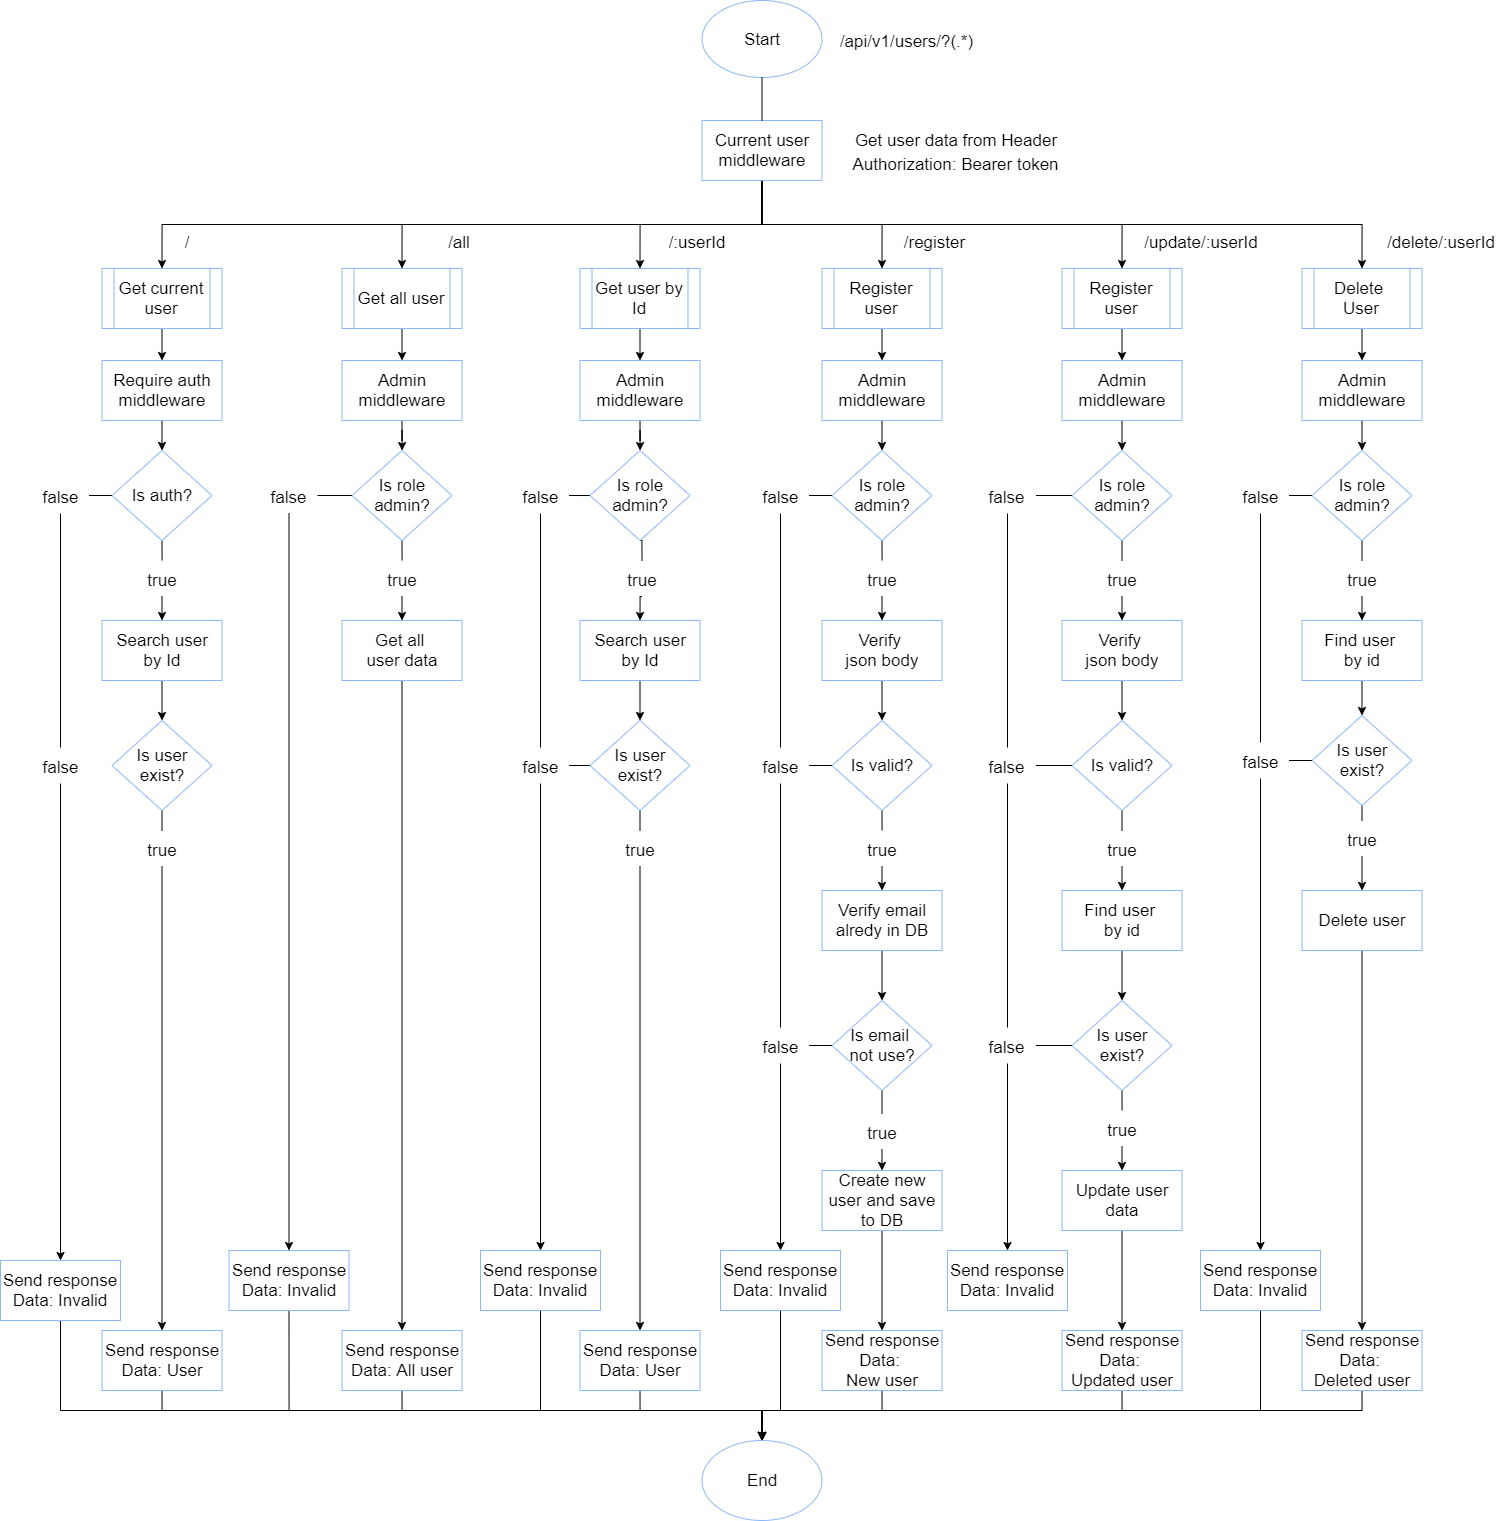 Start
/api/v1/users/?(.*)
Current user
middleware
Get user data from Header
Authorization: Bearer token
/
/all
/:userId
/register
/update/:userId
/delete/:userId
Get current
user
Get all user
Get user by
Id
Register
user
Register
user
Delete
User
Require auth
middleware
Admin
middleware
Admin
middleware
Admin
middleware
Admin
middleware
Admin
middleware
false
Is auth?
false
Is role
admin?
false
Is role
admin?
false
Is role
admin?
false
Is role
admin?
false
Is role
admin?
true
true
true
true
true
true
Search user
by Id
Get all
user data
Search user
by Id
Verify
json body
Verify
json body
Find user
by id
false
Is user
exist?
false
Is user
exist?
false
Is valid?
false
Is valid?
false
Is user
exist?
true
true
true
true
true
Verify email
alredy in DB
Find user
by id
Delete user
false
Is email
not use?
false
Is user
exist?
true
true
Create new
user and save
to DB
Update user
data
Send response
Data: Invalid
Send response
Data: Invalid
Send response
Data: Invalid
Send response
Data: Invalid
Send response
Data: Invalid
Send response
Data: Invalid
Send response
Data: User
Send response
Data: All user
Send response
Data: User
Send response
Data:
New user
Send response
Data:
Updated user
Send response
Data:
Deleted user
End